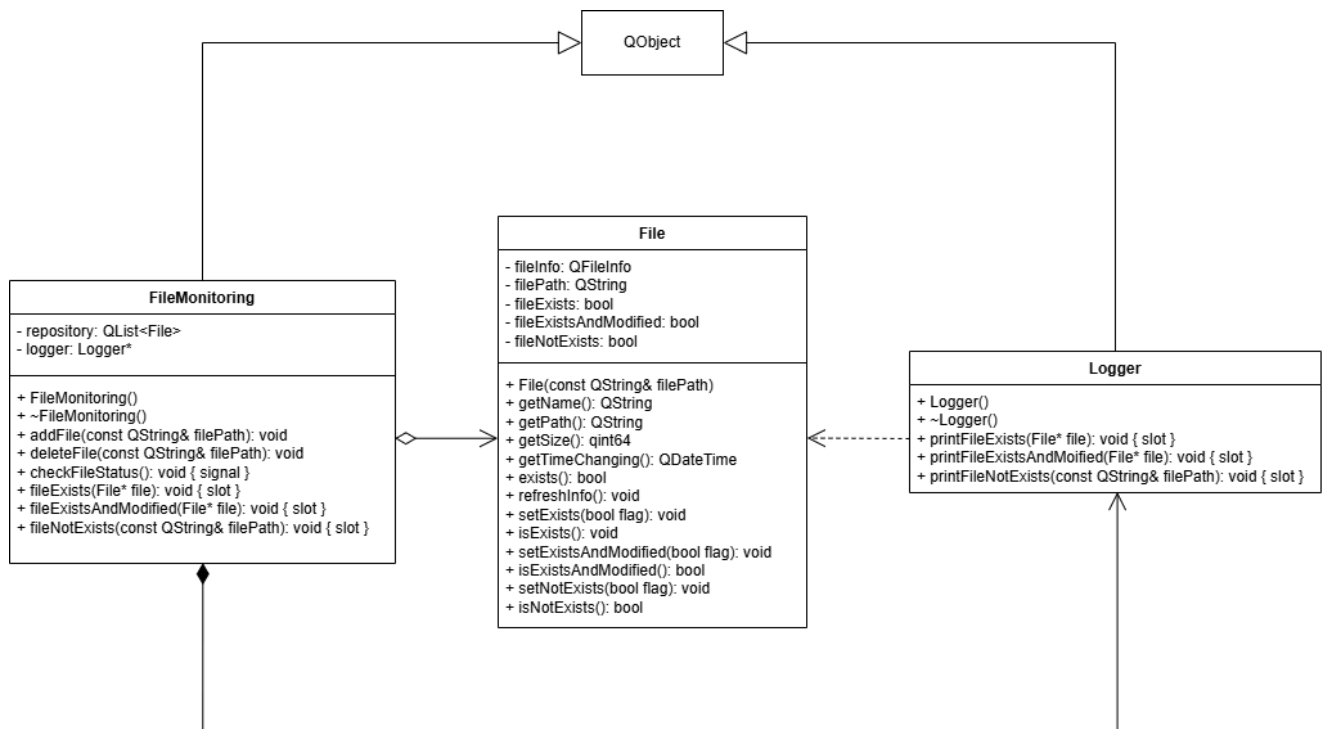 QObject
File
- fileInfo: QFileInfo
- filePath: QString
- fileExists: bool
- fileExistsAndModified: bool
- fileNotExists: bool
+ File(const QString& filePath)
+ getName(): QString
+ getPath(): QString
+ getSize(): qint64
+ getTimeChanging(): QDateTime
+ exists(): bool
+ refreshInfo(): void
+ setExists(bool flag): void
+ isExists(): void
+ setExistsAndModified(bool flag): void
+ isExistsAndModified(): bool
+ setNotExists(bool flag): void
+ isNotExists(): bool
FileMonitoring
- repository: QList<File>
- logger: Logger*
+ FileMonitoring()
+ ~FileMonitoring()
+ addFile(const QString& filePath): void
+ deleteFile(const QString& filePath): void
+ checkFileStatus(): void { signal }
+ fileExists(File* file): void { slot }
+ fileExistsAndModified(File* file): void { slot }
+ fileNotExists(const QString& filePath): void { slot }
Logger
+ Logger()
+ ~Logger()
+ printFileExists(File* file): void { slot }
+ printFileExistsAndMoified(File* file): void { slot }
+ printFileNotExists(const QString& filePath): void { slot }